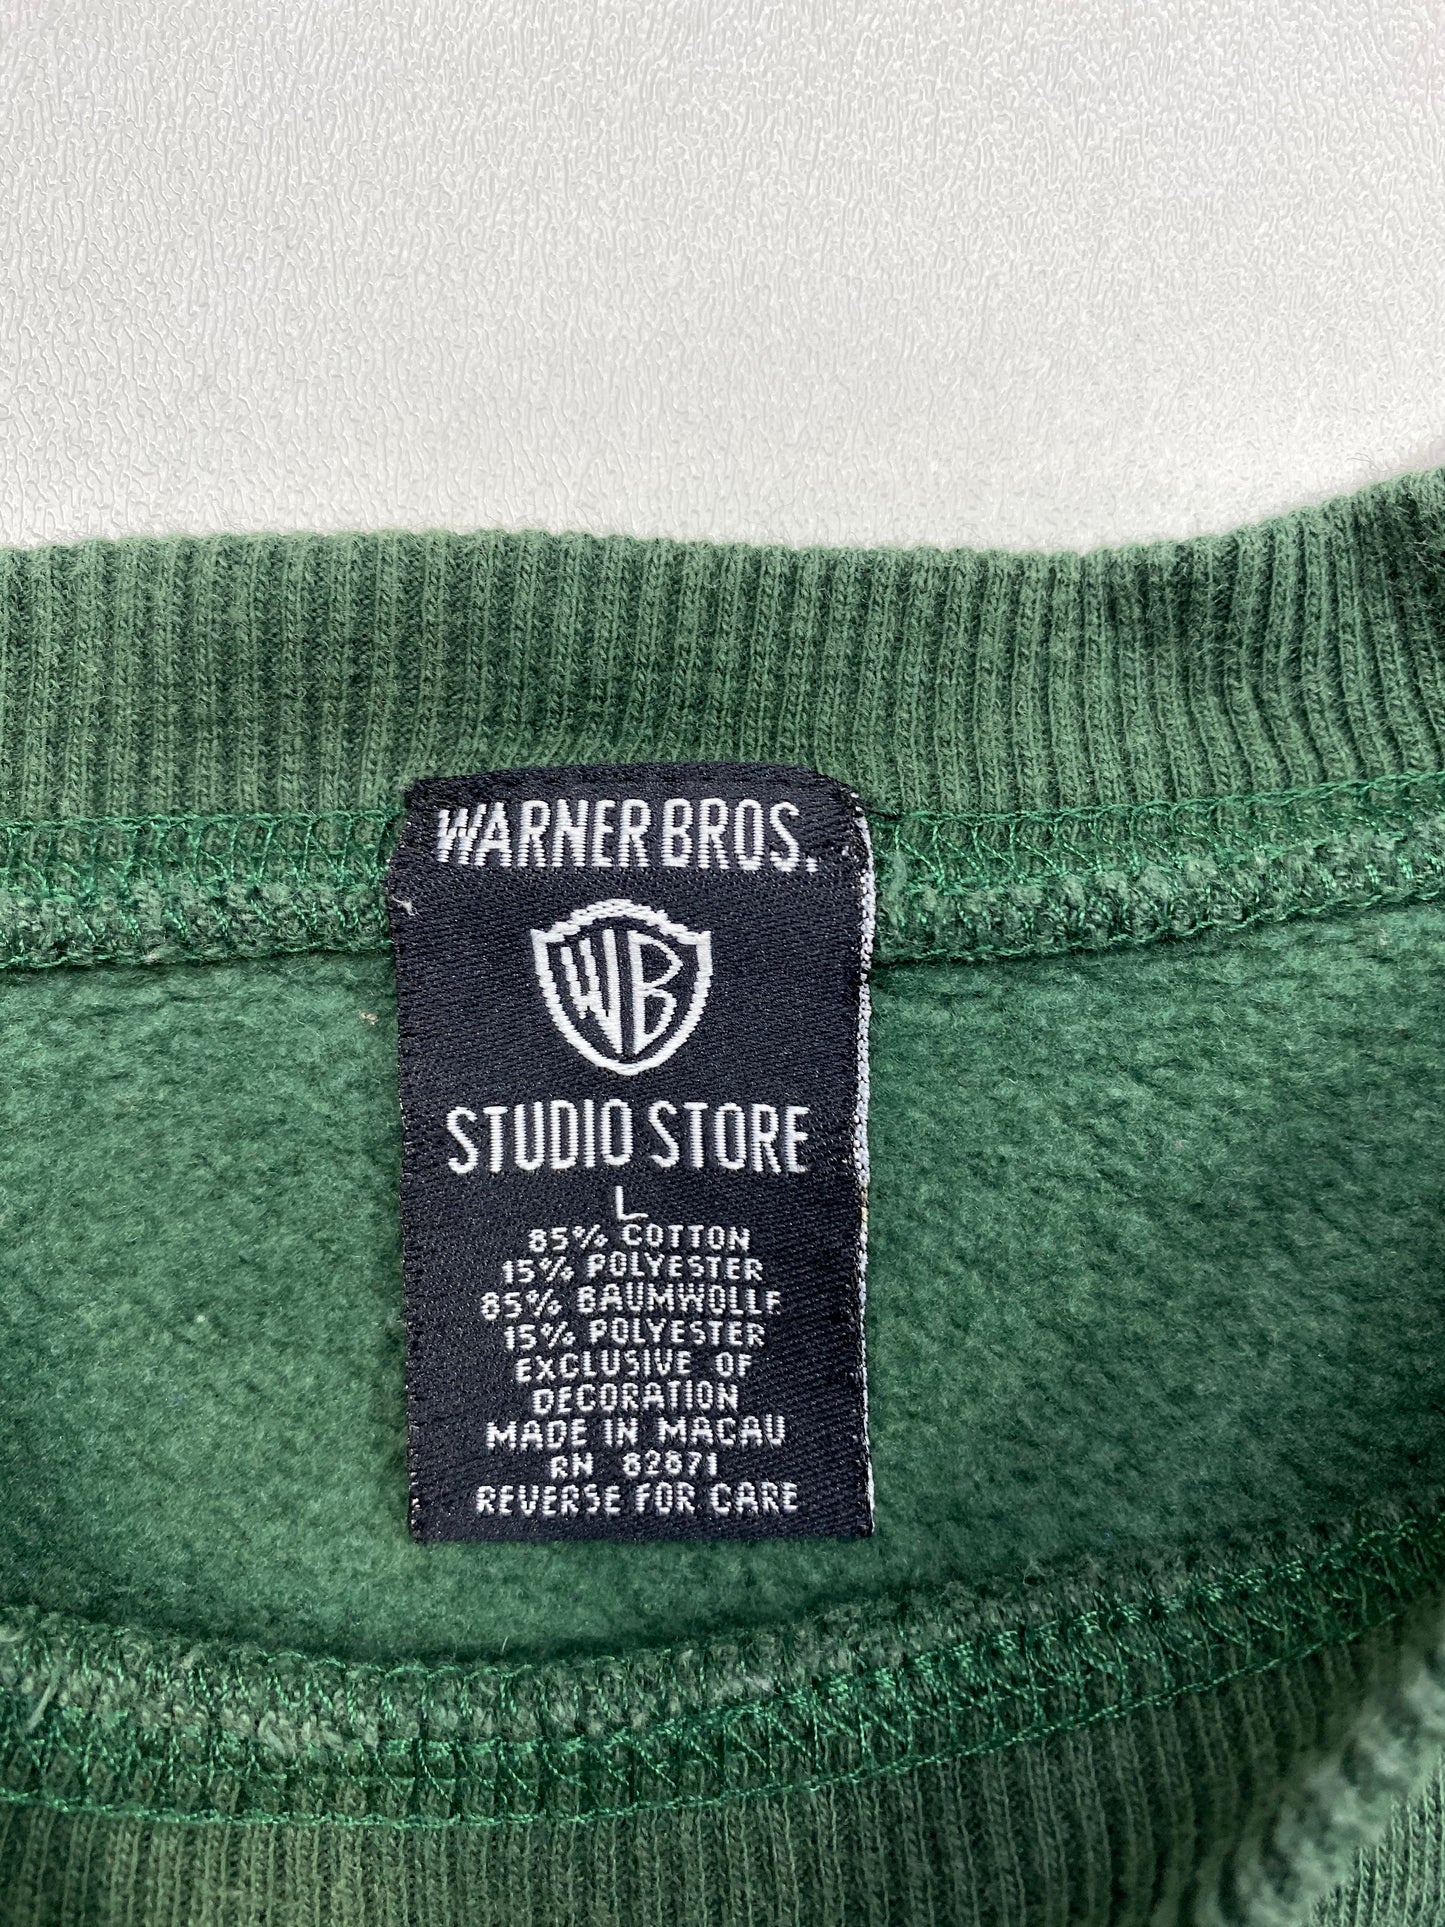 WARNER BROS.
WB
STUDIO STORE
L
85% COTTON
15% POLYESTER
85% BAUMWOLLE
15% POLYESTER
EXCLUSIVE OF
DECORATION
MADE IN MACAU
RN 82871
REVERSE FOR CARE